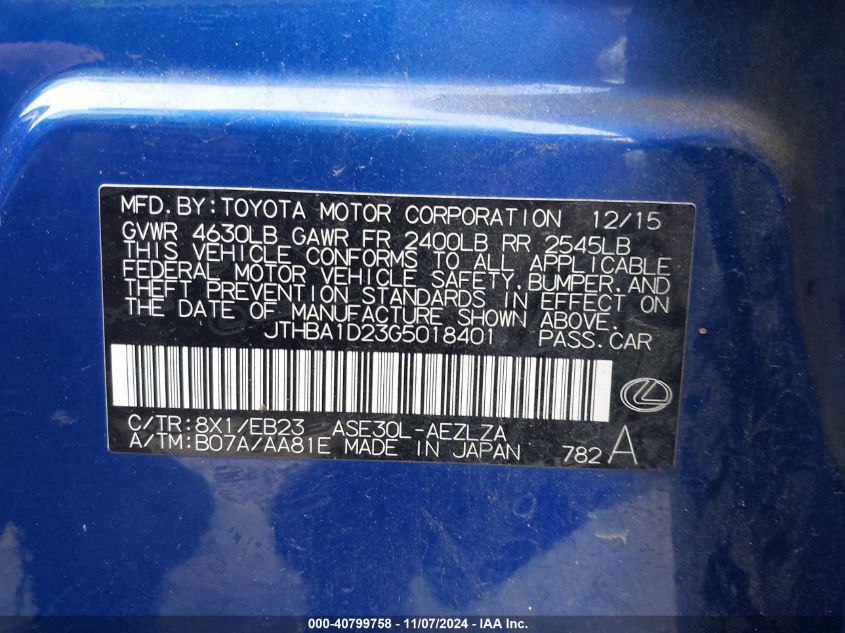 MFD.BY:TOYOTA MOTOR CORPORATION 12/15
GVWR 4630LB GAWR FR 2400LB RR 2545LB
THIS VEHICLE CONFORMS TO ALL APPLICABLE
FEDERAL MOTOR VEHICLE SAFETY,BUMPER,AND
THEFT PREVENTION STANDARDS IN EFFECT ON
THE DATE OF MANUFACTURE SHOWN ABOVE.
JTHBA1D23G5018401 PASS.CAR
C/TR:8X1/EB23 ASE30L-AEZLZA
A/TM:B07A/AA81E MADE IN JAPAN 782A
000-40799758 - 11/07/2024 - IAA Inc.